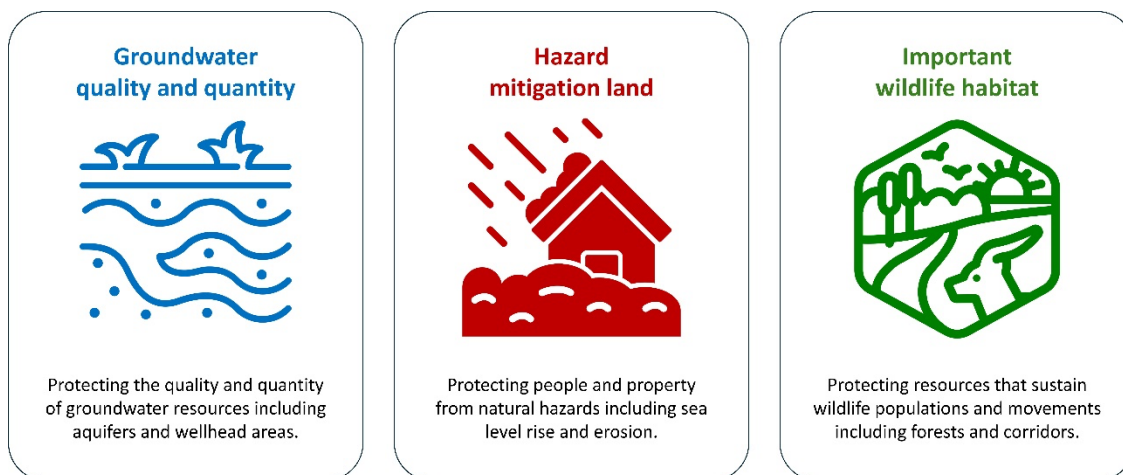 Groundwater
quality and quantity
Protecting the quality and quantity
of groundwater resources including
aquifers and wellhead areas.
Hazard
mitigation land
Protecting people and property
from natural hazards including sea
level rise and erosion.
Important
wildlife habitat
Protecting resources that sustain
wildlife populations and movements
including forests and corridors.